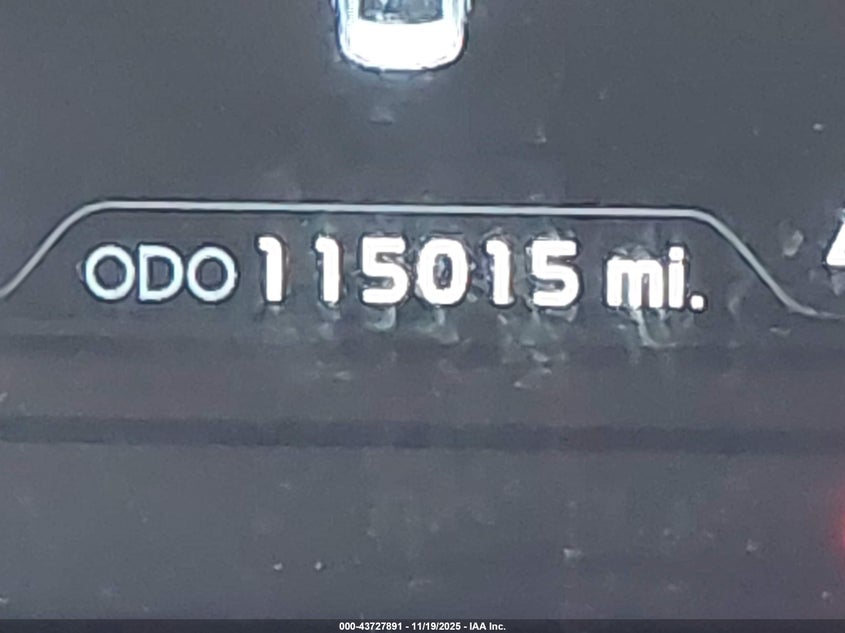 ODO 115015 mi.
000-43727891 - 11/19/2025 - IAA Inc.